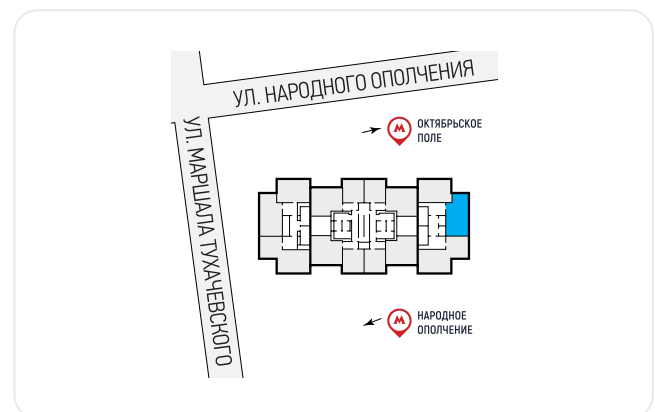 УЛ. НАРОДНОГО ОПОЛЧЕНИЯ
УЛ. МАРШАЛА ТУХАЧЕВСКОГО
М
ОКТЯБРЬСКОЕ
ПОЛЕ
М
НАРОДНОЕ
ОПОЛЧЕНИЕ